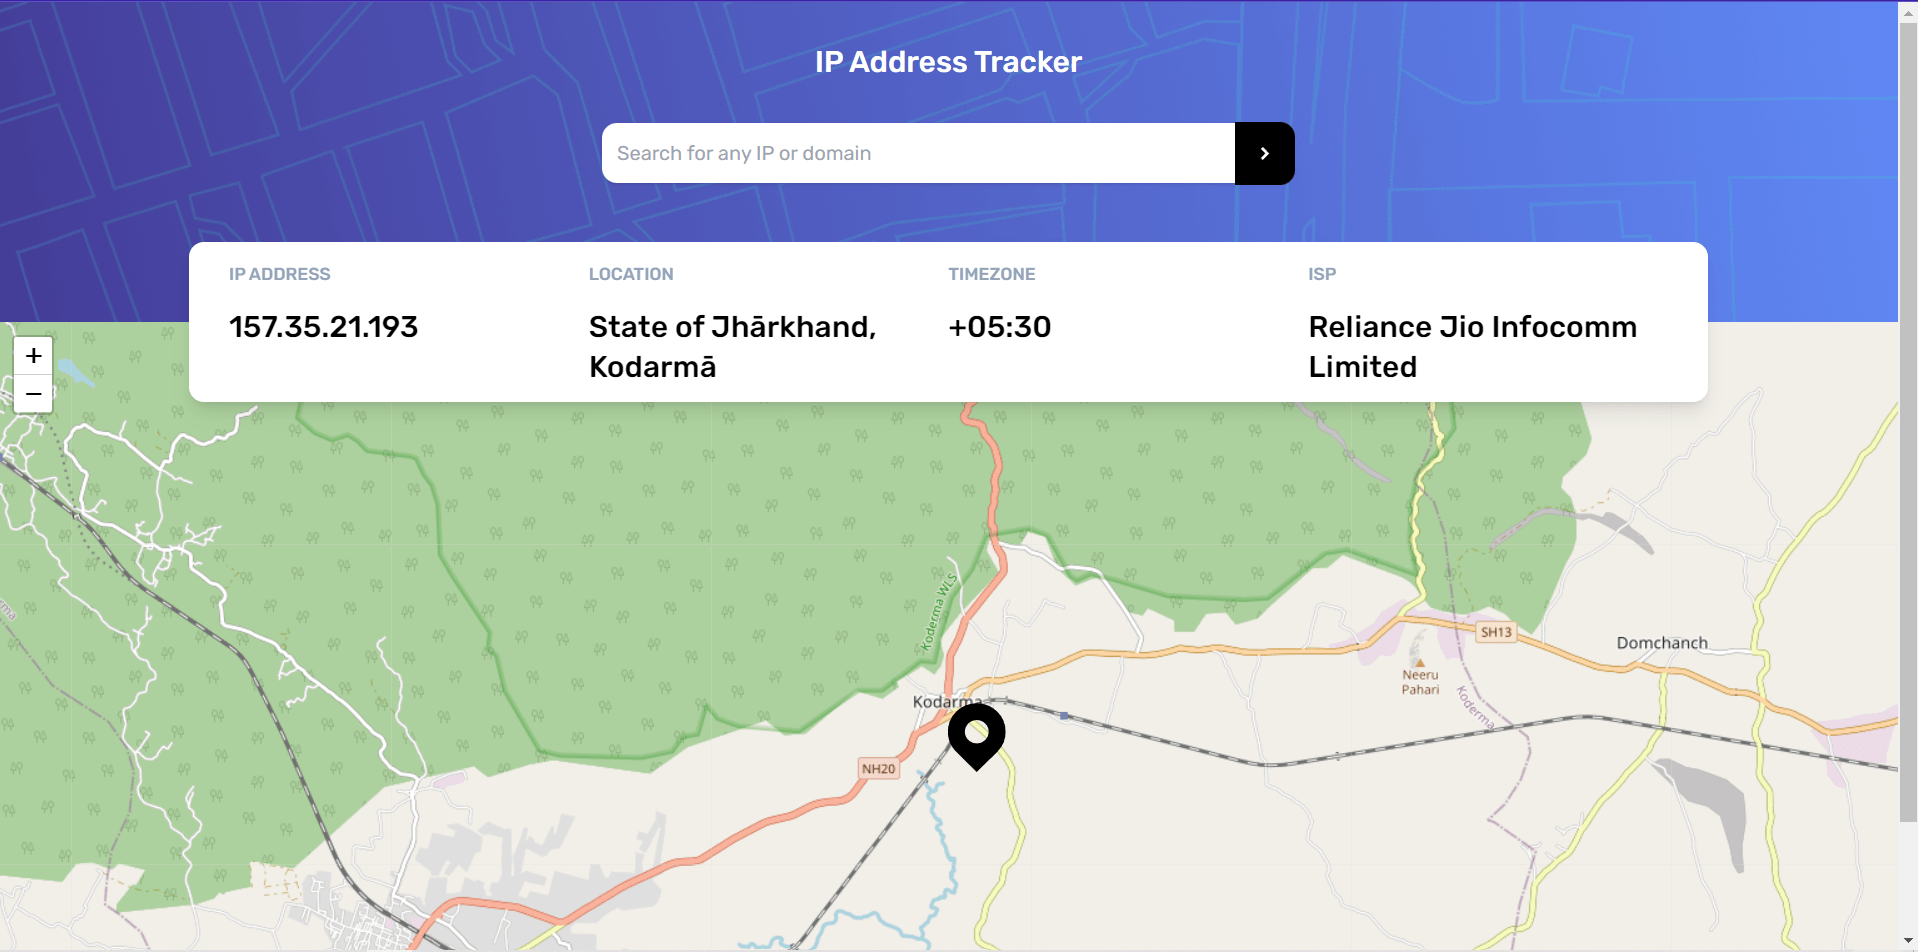 IP Address Tracker
Search for any IP or domain
IP ADDRESS
157.35.21.193
LOCATION
State of Jhārkhand,
Kodarmā
TIMEZONE
+05:30
ISP
Reliance Jio Infocomm
Limited
+
−
Koderma WLS
SH13
Domchanch
Neeru
Pahari
Kodarma
Koderma
NH20